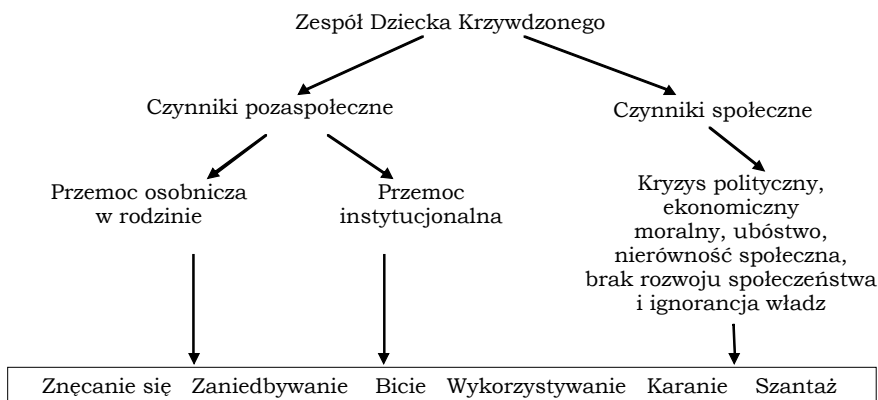 Zespół Dziecka Krzywdzonego
Czynniki pozaspołeczne
Czynniki społeczne
Przemoc osobnicza
w rodzinie
Przemoc
instytucjonalna
Kryzys polityczny,
ekonomiczny
moralny, ubóstwo,
nierówność społeczna,
brak rozwoju społeczeństwa
i ignorancja władz
Znęcanie się Zaniedbywanie Bicie Wykorzystywanie Karanie Szantaż